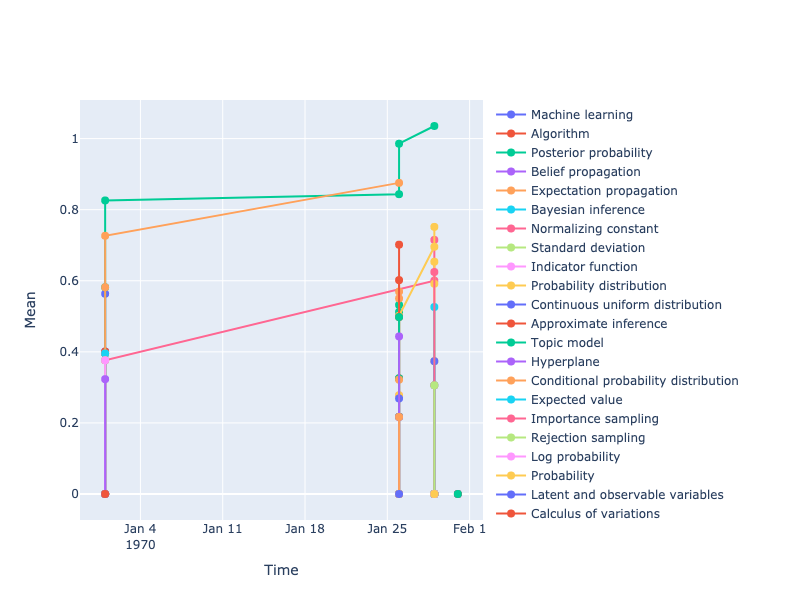 Mean
1
0.8
0.6
0.4
0.2
0
Jan 4
1970
Jan 11
Jan 18
Jan 25
Feb 1
Time
Machine learning
Algorithm
Posterior probability
Belief propagation
Expectation propagation
Bayesian inference
Normalizing constant
Standard deviation
Indicator function
Probability distribution
Continuous uniform distribution
Approximate inference
Topic model
Hyperplane
Conditional probability distribution
Expected value
Importance sampling
Rejection sampling
Log probability
Probability
Latent and observable variables
Calculus of variations